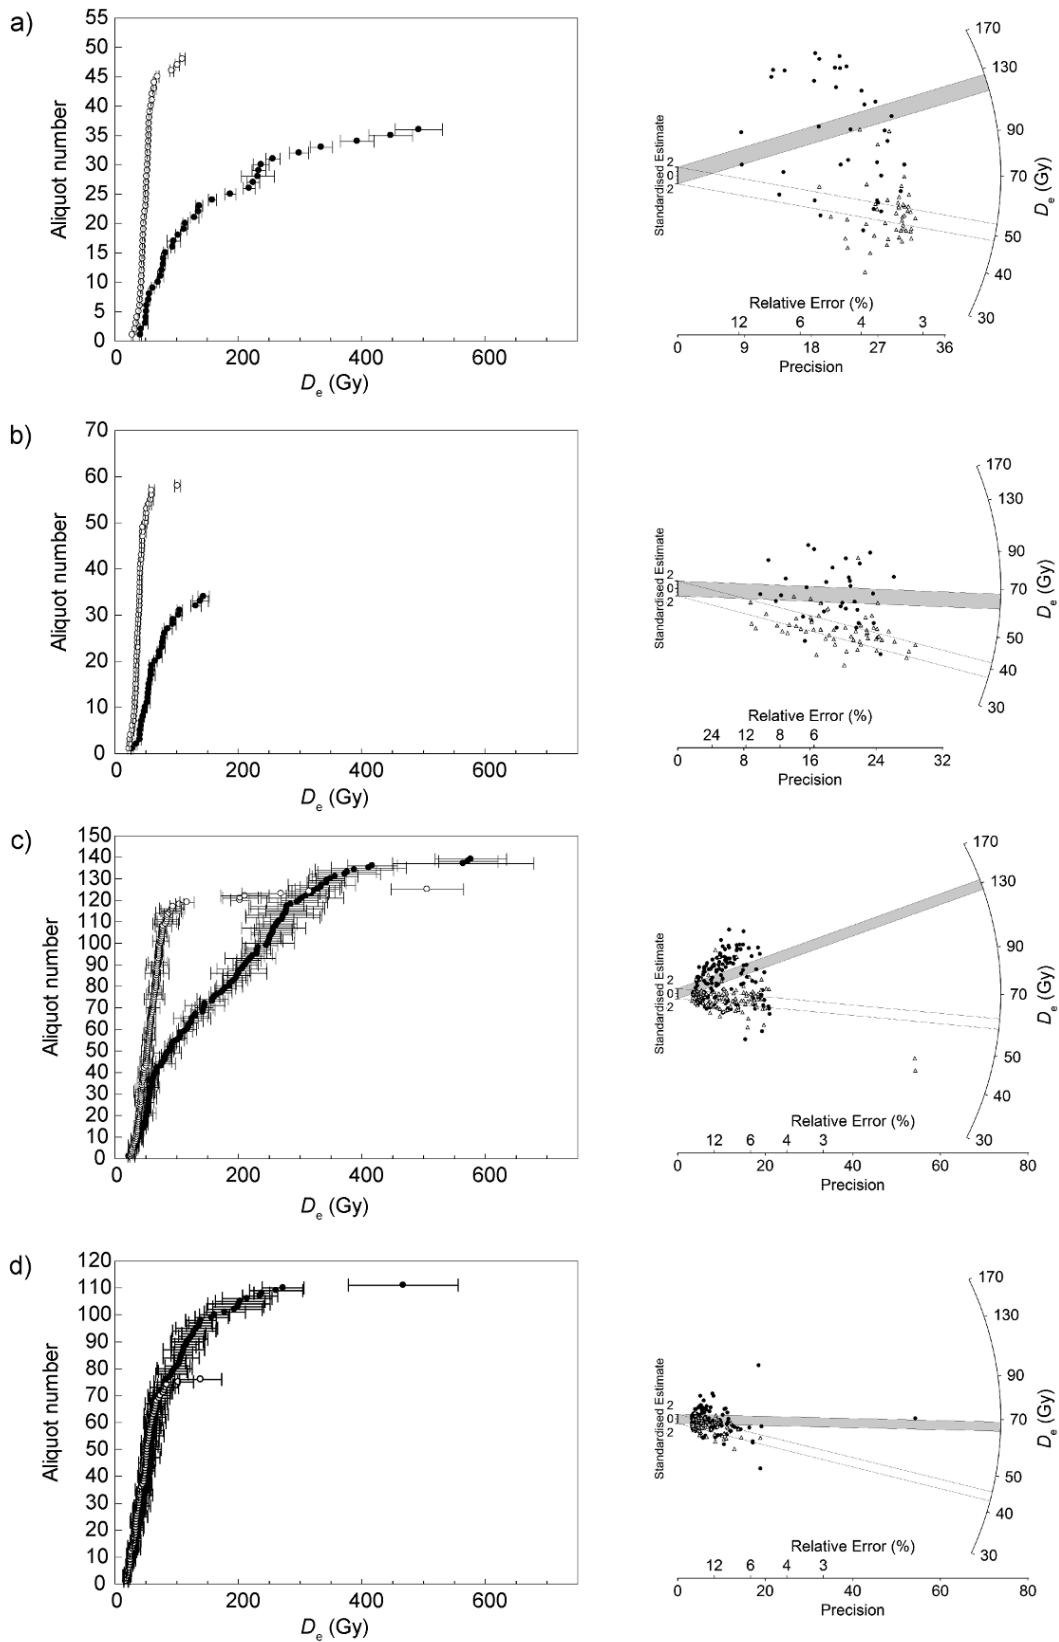 a)
55
50
45
40
35
30
25
20
15
10
5
0
Aliquot number
0 200 400 600
De (Gy)
170
130
90
70
50
40
30
De (Gy)
Standardised Estimate
2
0
2
Relative Error (%)
12 6 4 3
0 9 18 27 36
Precision
b)
70
60
50
40
30
20
10
0
Aliquot number
0 200 400 600
De (Gy)
170
130
90
70
50
40
30
De (Gy)
Standardised Estimate
2
0
2
Relative Error (%)
24 12 8 6
0 8 16 24 32
Precision
c)
150
140
130
120
110
100
90
80
70
60
50
40
30
20
10
0
Aliquot number
0 200 400 600
De (Gy)
170
130
90
70
50
40
30
De (Gy)
Standardised Estimate
2
0
2
Relative Error (%)
12 6 4 3
0 20 40 60 80
Precision
d)
120
110
100
90
80
70
60
50
40
30
20
10
0
Aliquot number
0 200 400 600
De (Gy)
170
130
90
70
50
40
30
De (Gy)
Standardised Estimate
2
0
2
Relative Error (%)
12 6 4 3
0 20 40 60 80
Precision